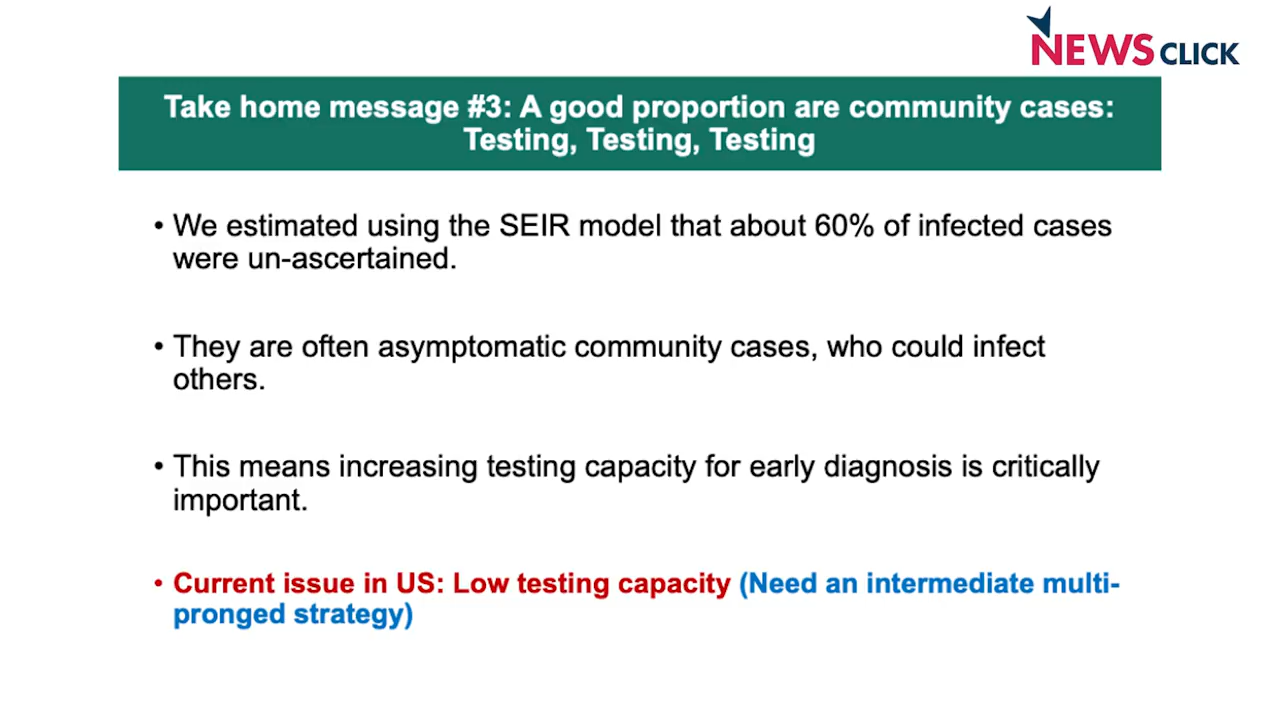 NEWSCLICK
Take home message #3: A good proportion are community cases:
Testing, Testing, Testing
• We estimated using the SEIR model that about 60% of infected cases
were un-ascertained.
• They are often asymptomatic community cases, who could infect
others.
• This means increasing testing capacity for early diagnosis is critically
important.
• Current issue in US: Low testing capacity (Need an intermediate multi-
pronged strategy)